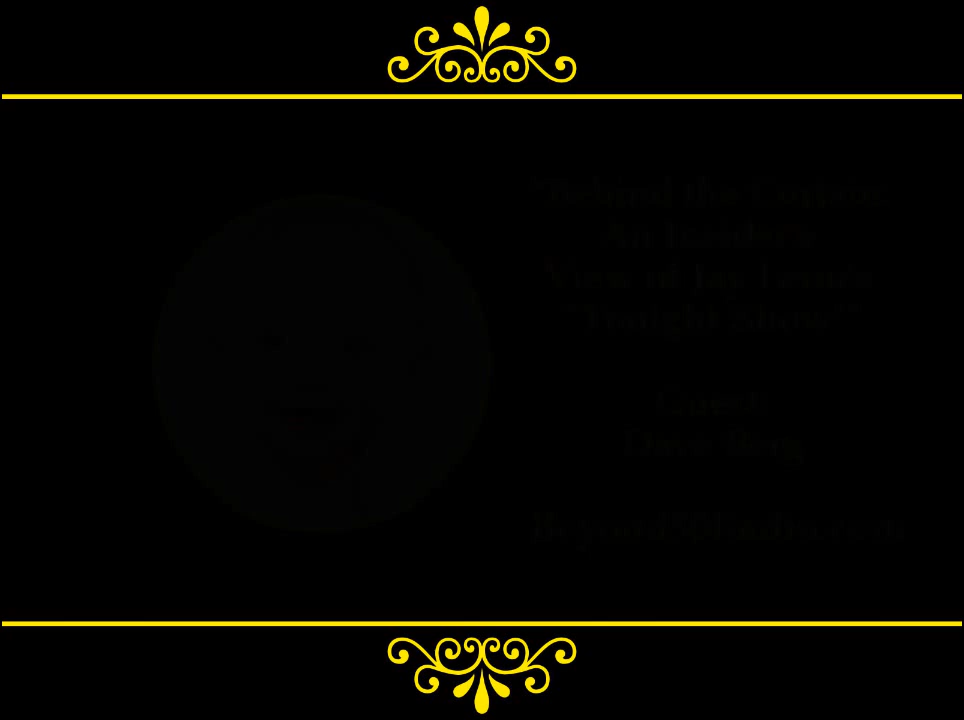 "Behind the Curtain:
An Insider's
View of Jay Leno's
'Tonight Show'"
Guest
Dave Berg
Beyond50Radio.com